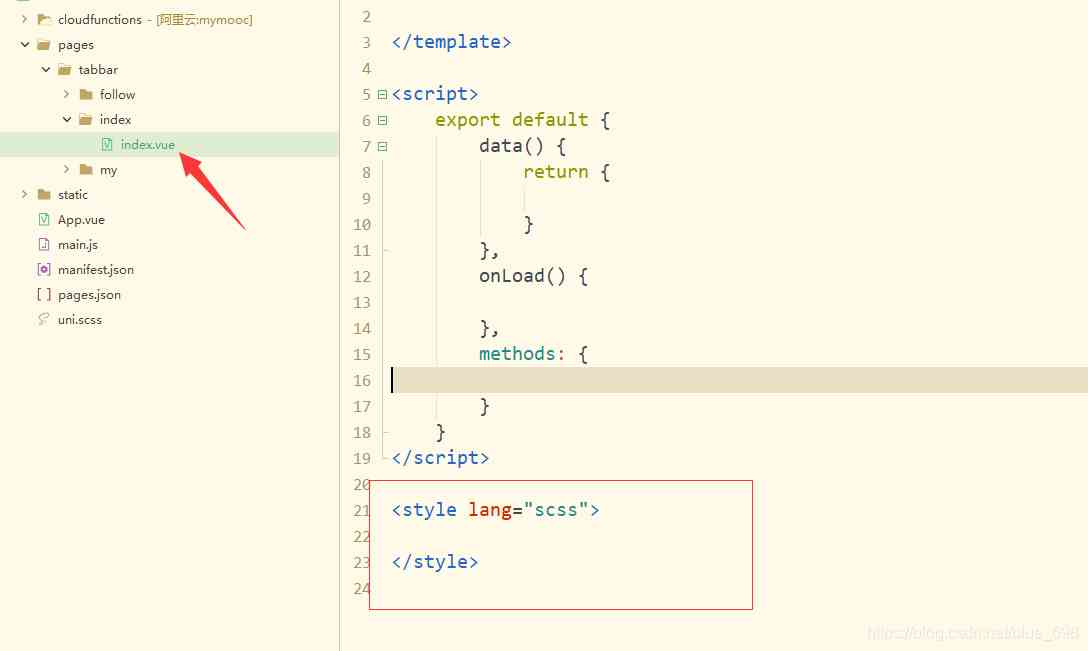 cloudfunctions - [阿里云:mymooc]
pages
tabbar
follow
index
index.vue
my
static
App.vue
main.js
manifest.json
pages.json
uni.scss
2
3 </template>
4
5 <script>
6 export default {
7 data() {
8 return {
9
10 }
11 },
12 onLoad() {
13
14 },
15 methods: {
16
17 }
18 }
19 </script>
20
21 <style lang="scss">
22
23 </style>
24
http://blog.csdn.net/blue_698